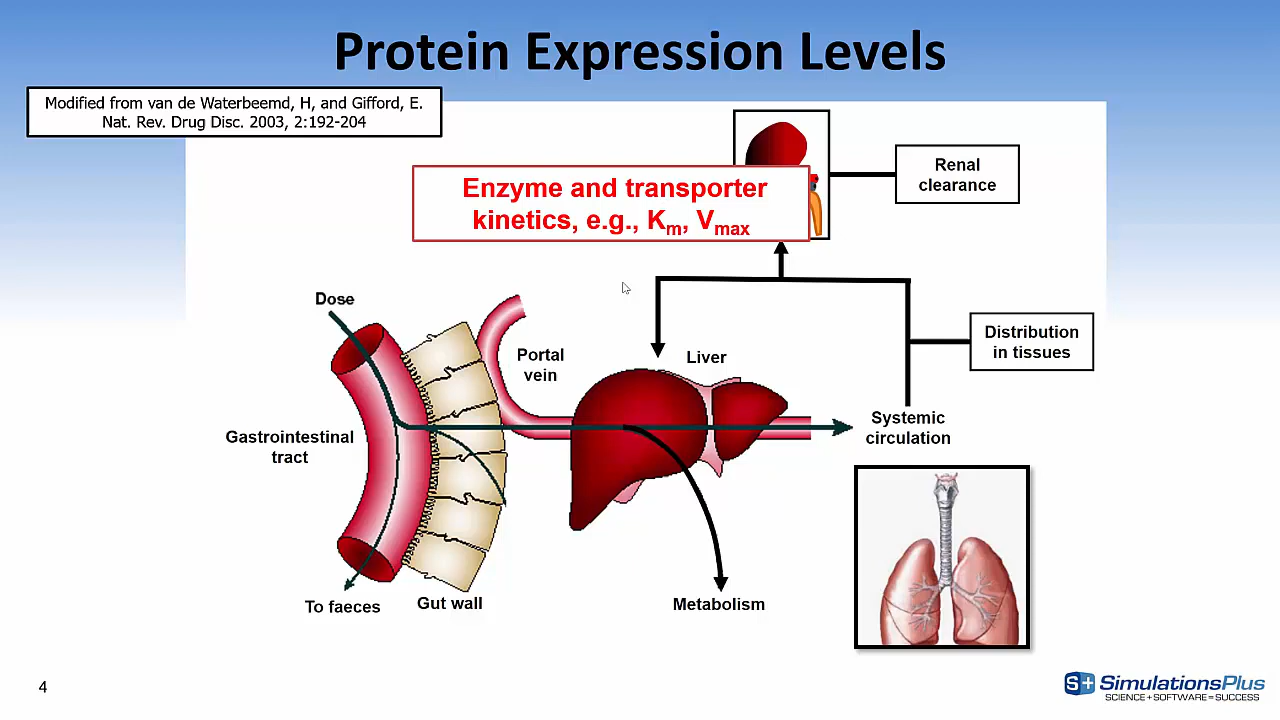 Protein Expression Levels
Modified from van de Waterbeemd, H, and Gifford, E.
Nat. Rev. Drug Disc. 2003, 2:192-204
Enzyme and transporter
kinetics, e.g., Km, Vmax
Renal
clearance
Dose
Portal
vein
Liver
Distribution
in tissues
Systemic
circulation
Gastrointestinal
tract
To faeces
Gut wall
Metabolism
4
S+ SimulationsPlus
SCIENCE+SOFTWARE=SUCCESS